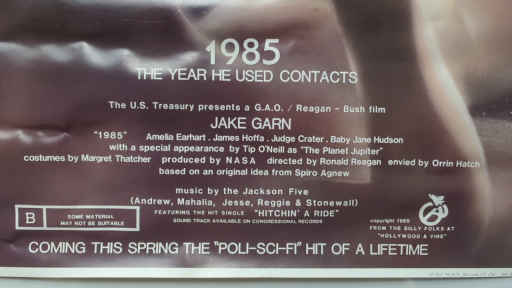 1985
THE YEAR HE USED CONTACTS
The U.S. Treasury presents a G.A.O. / Reagan - Bush film
JAKE GARN
"1985" Amelia Earhart . James Hoffa . Judge Crater . Baby Jane Hudson
with a special appearance by Tip O'Neill as "The Planet Jupiter"
costumes by Margret Thatcher produced by NASA directed by Ronald Reagan envied by Orrin Hatch
based on an original idea from Spiro Agnew
music by the Jackson Five
(Andrew, Mahalia, Jesse, Reggie & Stonewall)
FEATURING THE HIT SINGLE "HITCHIN' A RIDE"
SOUND TRACK AVAILABLE ON CONGRESSIONAL RECORDS
B SOME MATERIAL
MAY NOT BE SUITABLE
copyright 1985
FROM THE SILLY FOLKS AT
"HOLLYWOOD & VINE"
COMING THIS SPRING THE "POLI-SCI-FI" HIT OF A LIFETIME